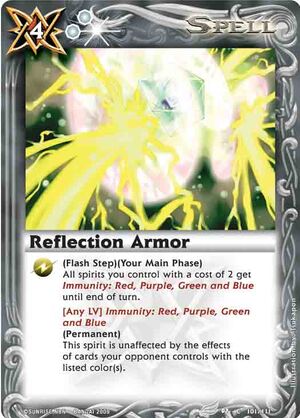 4
SPELL
Reflection Armor
(Flash Step)(Your Main Phase)
All spirits you control with a cost of 2 get
Immunity: Red, Purple, Green and Blue
until end of turn.
[Any LV] Immunity: Red, Purple, Green
and Blue
(Permanent)
This spirit is unaffected by the effects
of cards your opponent controls with the
listed color(s).